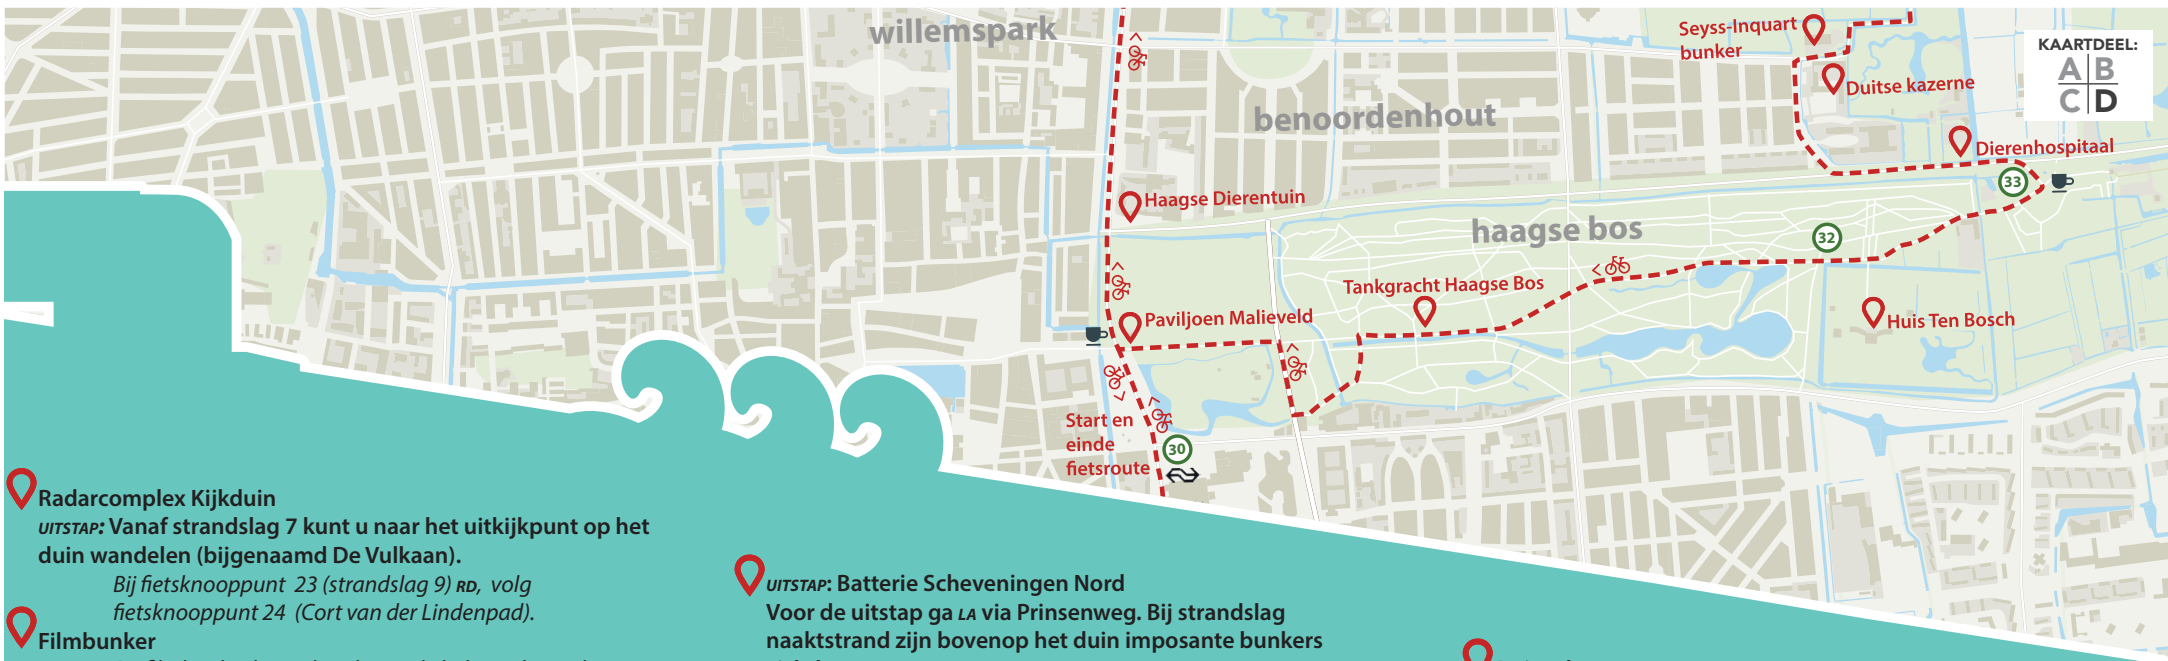 willemspark
benoordenhout
haagse bos
Seyss-Inquart
bunker
Duitse kazerne
Dierenhospitaal
KAARTDEEL:
A B
C D
33
32
Haagse Dierentuin
Tankgracht Haagse Bos
Paviljoen Malieveld
Huis Ten Bosch
Start en
einde
fietsroute
30
Radarcomplex Kijkduin
UITSTAP: Vanaf strandslag 7 kunt u naar het uitkijkpunt op het
duin wandelen (bijgenaamd De Vulkaan).
Bij fietsknooppunt 23 (strandslag 9) RD, volg
fietsknooppunt 24 (Cort van der Lindenpad).
Filmbunker
UITSTAP: Batterie Scheveningen Nord
Voor de uitstap ga LA via Prinsenweg. Bij strandslag
naaktstrand zijn bovenop het duin imposante bunkers